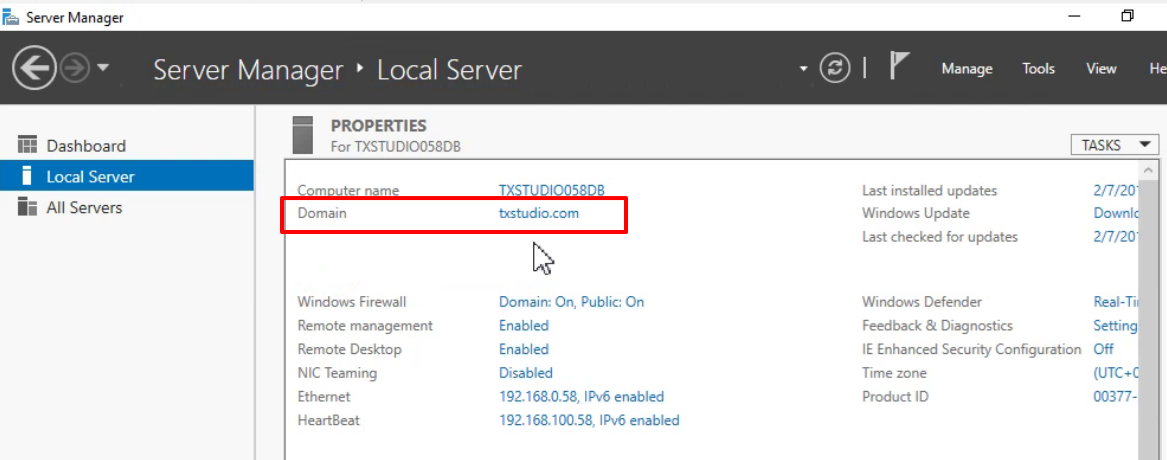 Server Manager
Server Manager ‣ Local Server
Manage Tools View He
Dashboard
Local Server
All Servers
PROPERTIES
For TXSTUDIO058DB
TASKS
Computer name TXSTUDIO058DB Last installed updates 2/7/201
Domain txstudio.com Windows Update Downlo
Last checked for updates 2/7/201
Windows Firewall Domain: On, Public: On Windows Defender Real-Tin
Remote management Enabled Feedback & Diagnostics Setting
Remote Desktop Enabled IE Enhanced Security Configuration Off
NIC Teaming Disabled Time zone (UTC+0
Ethernet 192.168.0.58, IPv6 enabled Product ID 00377-
HeartBeat 192.168.100.58, IPv6 enabled